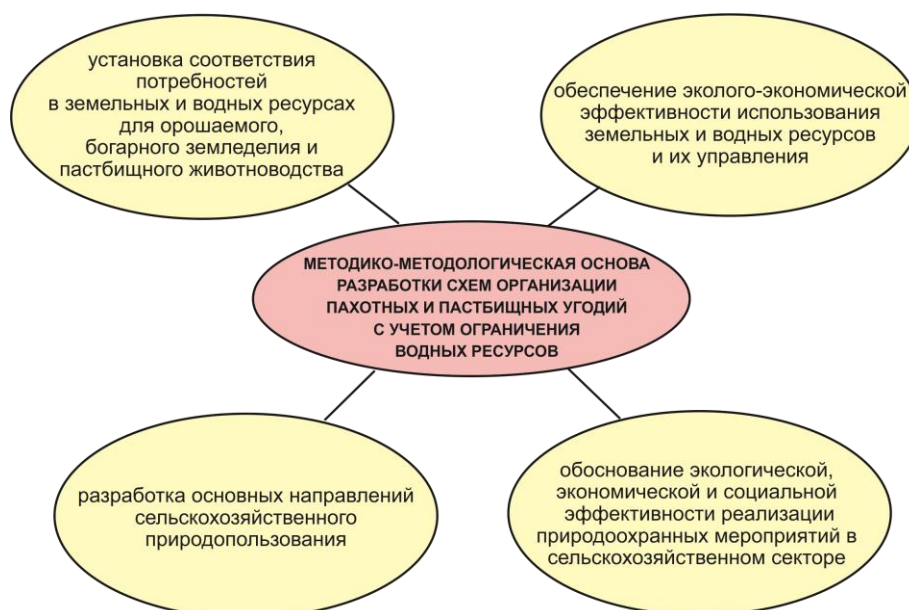 установка соответствия
потребностей
в земельных и водных ресурсах
для орошаемого,
богарного земледелия и
пастбищного животноводства
обеспечение эколого-экономической
эффективности использования
земельных и водных ресурсов
и их управления
МЕТОДИКО-МЕТОДОЛОГИЧЕСКАЯ ОСНОВА
РАЗРАБОТКИ СХЕМ ОРГАНИЗАЦИИ
ПАХОТНЫХ И ПАСТБИЩНЫХ УГОДИЙ
С УЧЕТОМ ОГРАНИЧЕНИЯ
ВОДНЫХ РЕСУРСОВ
разработка основных направлений
сельскохозяйственного
природопользования
обоснование экологической,
экономической и социальной
эффективности реализации
природоохранных мероприятий в
сельскохозяйственном секторе